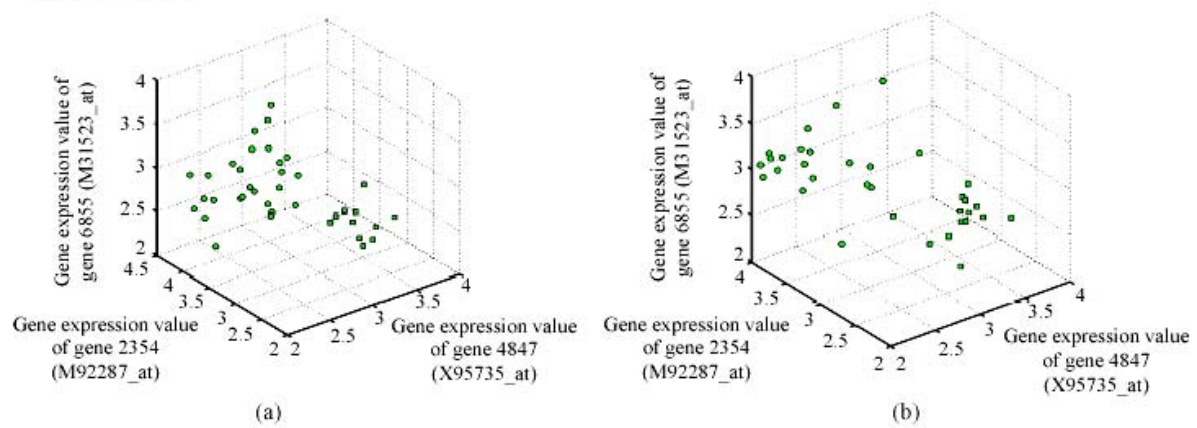 Gene expression value of
gene 6855 (M31523_at)
4
3.5
3
2.5
2
4.5
4
3.5
3
2.5
2
2
2.5
3
3.5
4
Gene expression value
of gene 2354
(M92287_at)
Gene expression value
of gene 4847
(X95735_at)
(a)
Gene expression value of
gene 6855 (M31523_at)
4
3.5
3
2.5
2
4
3.5
3
2.5
2
2
2.5
3
3.5
4
Gene expression value
of gene 2354
(M92287_at)
Gene expression value
of gene 4847
(X95735_at)
(b)